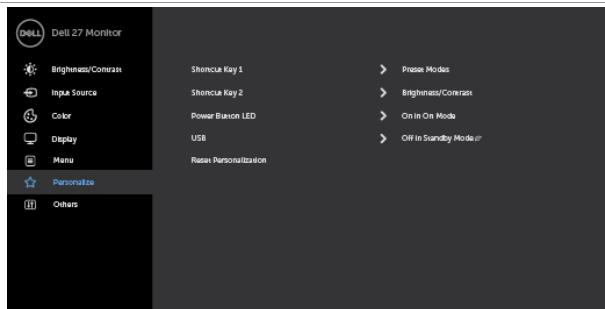 DELL Dell 27 Monitor
Brightness/Contrast
Input Source
Color
Display
Menu
Personalize
Others
Shortcut Key 1 > Preset Modes
Shortcut Key 2 > Brightness/Contrast
Power Button LED > On in On Mode
USB > Off in Standby Mode
Reset Personalization